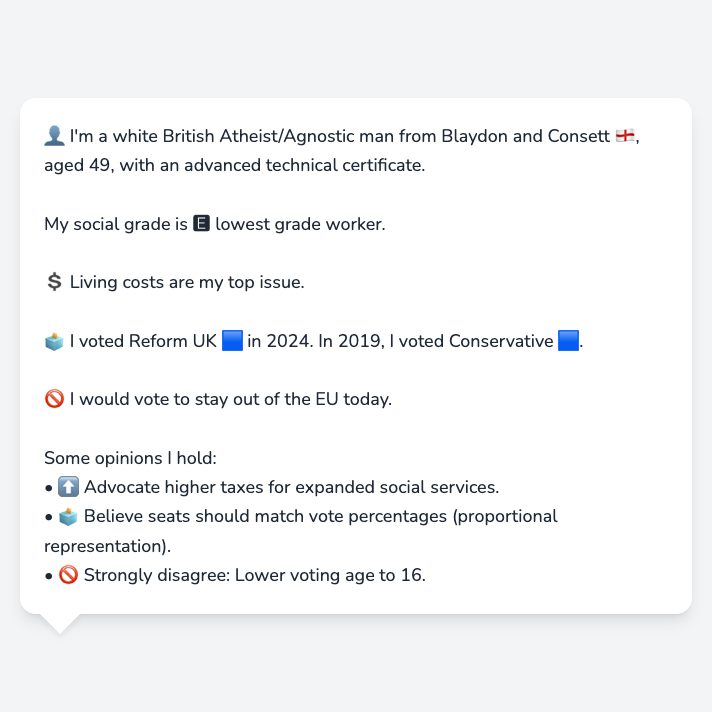 👤 I'm a white British Atheist/Agnostic man from Blaydon and Consett 🏴󠁧󠁢󠁥󠁮󠁧󠁿,
aged 49, with an advanced technical certificate.
My social grade is 🅴 lowest grade worker.
💲 Living costs are my top issue.
🗳️ I voted Reform UK 🟦 in 2024. In 2019, I voted Conservative 🟦.
🚫 I would vote to stay out of the EU today.
Some opinions I hold:
• ⬆️ Advocate higher taxes for expanded social services.
• 🗳️ Believe seats should match vote percentages (proportional
representation).
• 🚫 Strongly disagree: Lower voting age to 16.